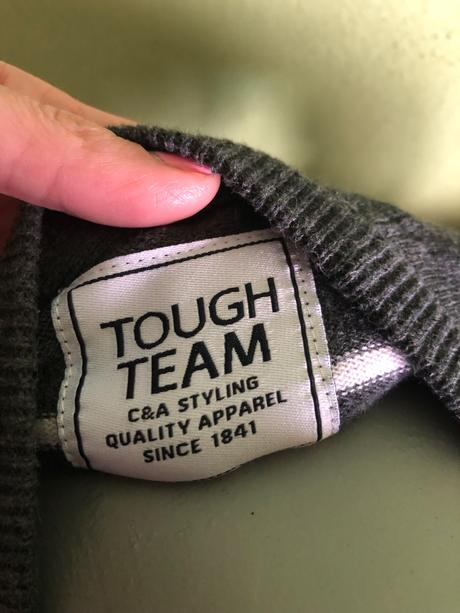 TOUGH
TEAM
C&A STYLING
QUALITY APPAREL
SINCE 1841